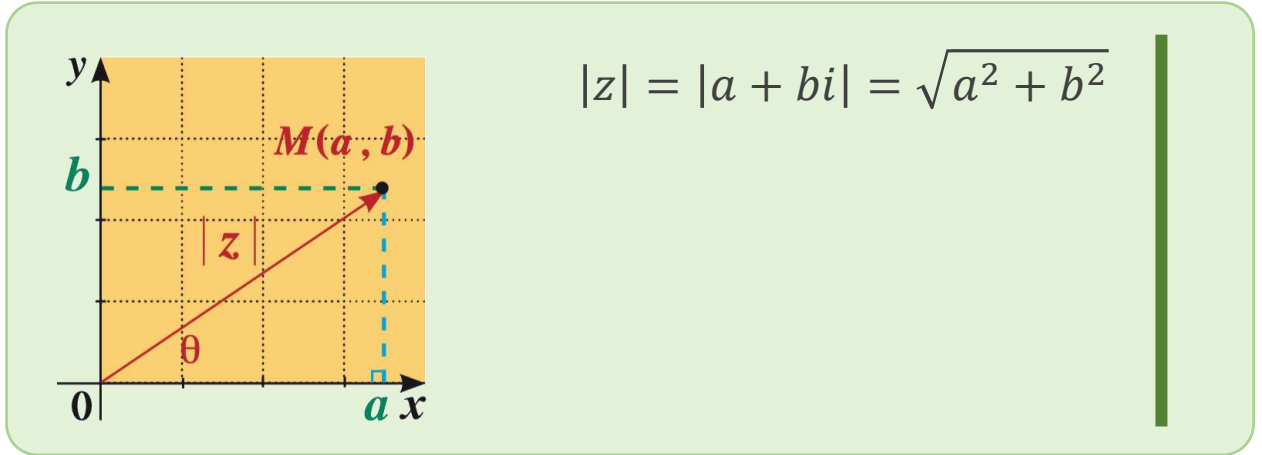 |z| = |a + bi| = √(a² + b²)
y
M(a , b)
b
|z|
θ
0
a
x